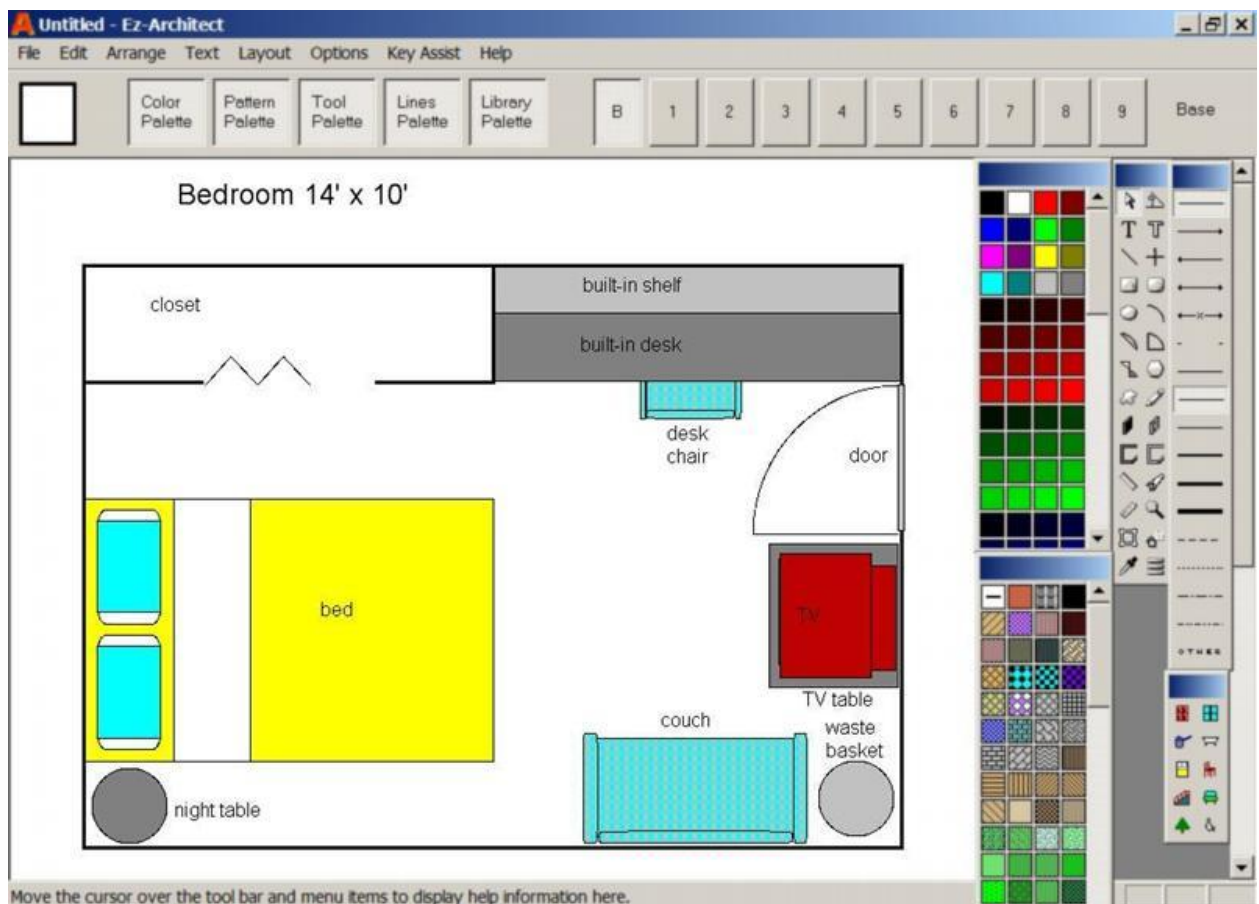 Untitled - Ez-Architect
File Edit Arrange Text Layout Options Key Assist Help
Color Palette
Pattern Palette
Tool Palette
Lines Palette
Library Palette
B 1 2 3 4 5 6 7 8 9 Base
Bedroom 14' x 10'
closet
built-in shelf
built-in desk
desk
chair
door
bed
TV
TV table
couch
waste
basket
night table
OTHER
Move the cursor over the tool bar and menu items to display help information here.